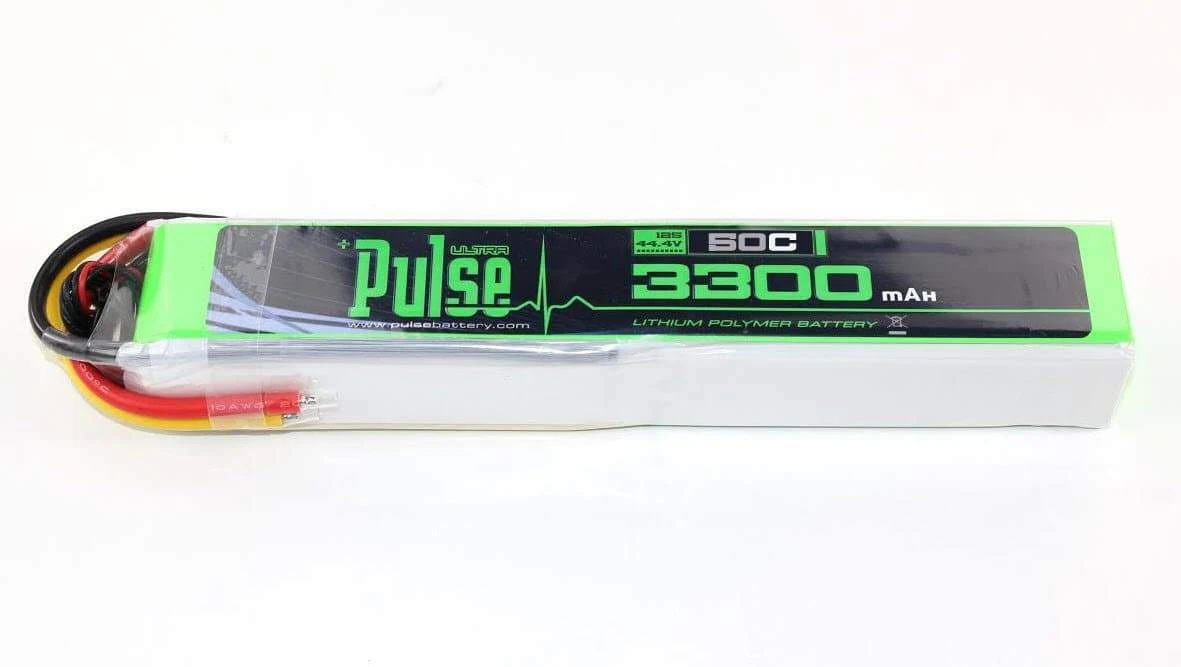 ULTRA
Pulse
www.pulsebattery.com
12S
44.4V
50C
3300 mAH
LITHIUM POLYMER BATTERY
10AWG